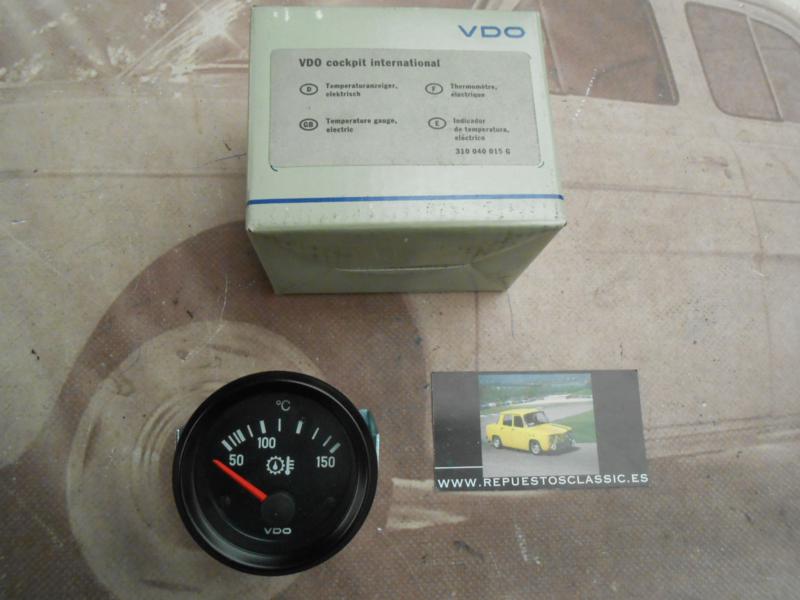 VDO
VDO cockpit international
D Temperaturanzeiger,
elektrisch
F Thermomètre,
électrique
GB Temperature gauge,
electric
E Indicador
de temperatura,
eléctrico
310 040 015 G
°C
50
100
150
VDO
WWW.REPUESTOSCLASSIC.ES